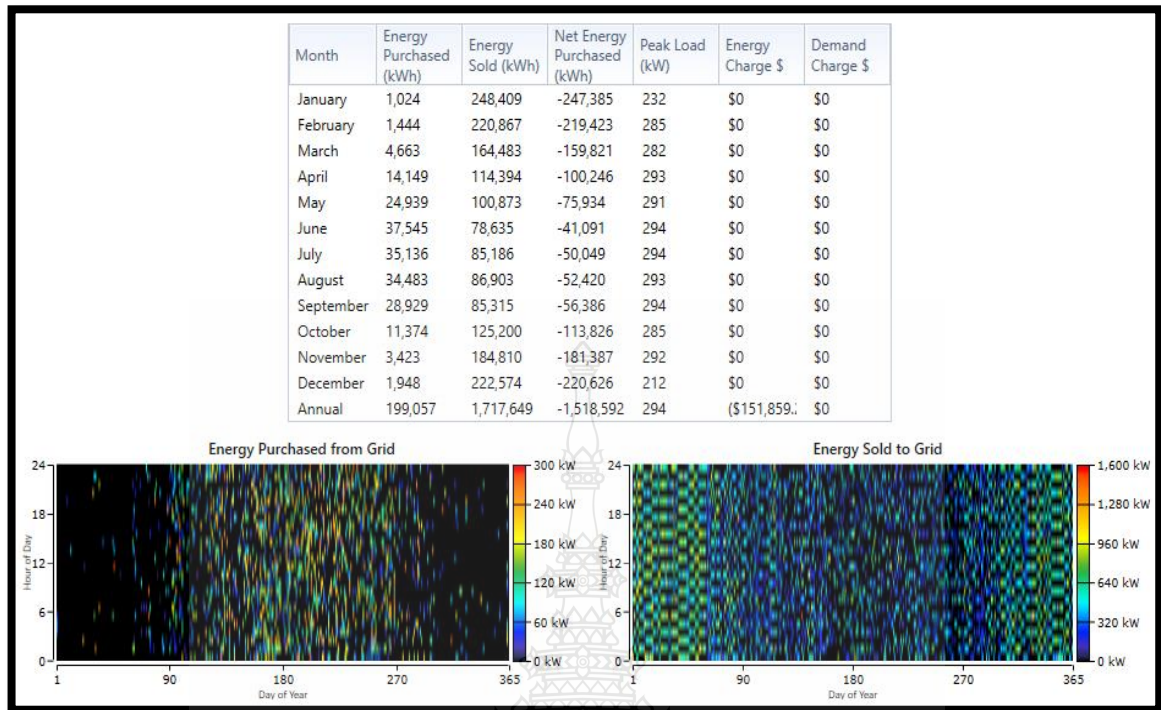 Month Energy Purchased (kWh) Energy Sold (kWh) Net Energy Purchased (kWh) Peak Load (kW) Energy Charge $ Demand Charge $
January 1,024 248,409 -247,385 232 $0 $0
February 1,444 220,867 -219,423 285 $0 $0
March 4,663 164,483 -159,821 282 $0 $0
April 14,149 114,394 -100,246 293 $0 $0
May 24,939 100,873 -75,934 291 $0 $0
June 37,545 78,635 -41,091 294 $0 $0
July 35,136 85,186 -50,049 294 $0 $0
August 34,483 86,903 -52,420 293 $0 $0
September 28,929 85,315 -56,386 294 $0 $0
October 11,374 125,200 -113,826 285 $0 $0
November 3,423 184,810 -181,387 292 $0 $0
December 1,948 222,574 -220,626 212 $0 $0
Annual 199,057 1,717,649 -1,518,592 294 ($151,859.: $0
Energy Purchased from Grid
24
18
12
6
0
Hour of Day
1 90 180 270 365
Day of Year
300 kW
240 kW
180 kW
120 kW
60 kW
0 kW
Energy Sold to Grid
24
18
12
6
0
Hour of Day
1 90 180 270 365
Day of Year
1,600 kW
1,280 kW
960 kW
640 kW
320 kW
0 kW